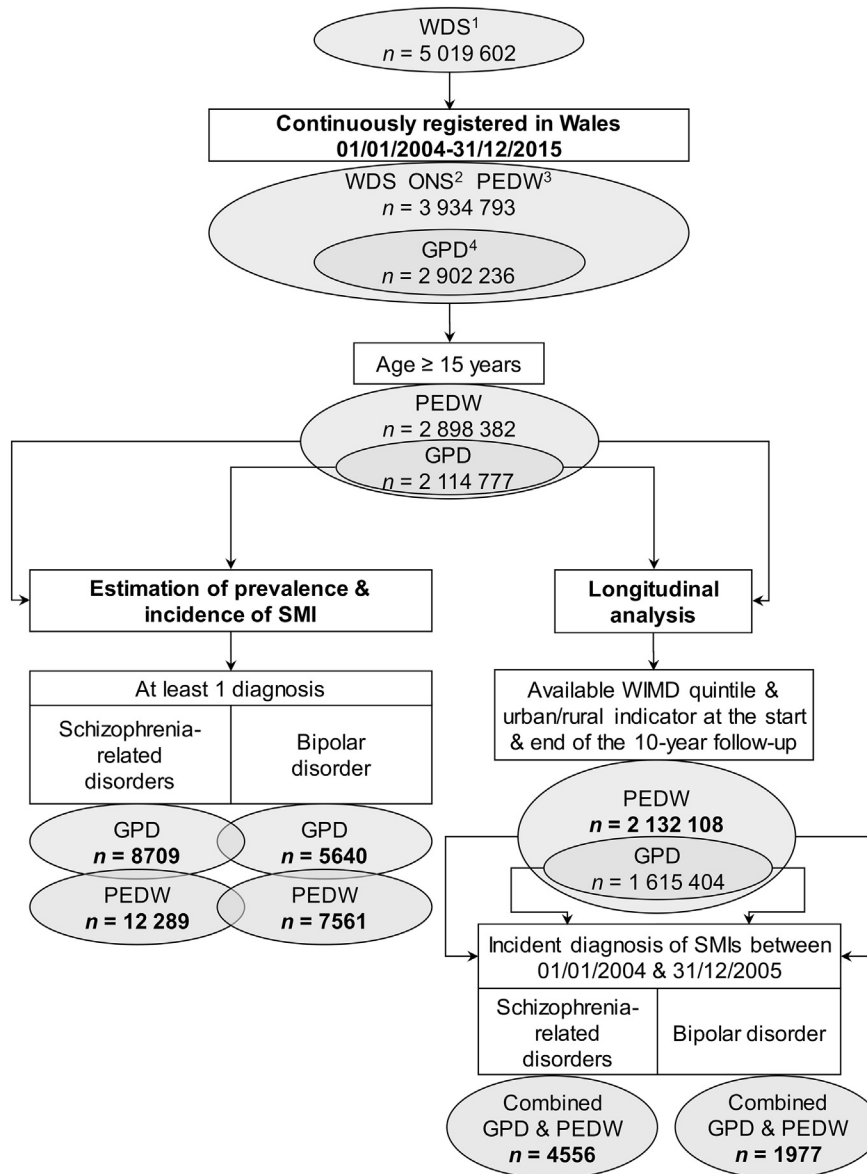 WDS¹
n = 5 019 602
Continuously registered in Wales
01/01/2004-31/12/2015
WDS ONS² PEDW³
n = 3 934 793
GPD⁴
n = 2 902 236
Age ≥ 15 years
PEDW
n = 2 898 382
GPD
n = 2 114 777
Estimation of prevalence &
incidence of SMI
At least 1 diagnosis
Schizophrenia-
related
disorders
Bipolar
disorder
GPD
n = 8709
GPD
n = 5640
PEDW
n = 12 289
PEDW
n = 7561
Longitudinal
analysis
Available WIMD quintile &
urban/rural indicator at the start
& end of the 10-year follow-up
PEDW
n = 2 132 108
GPD
n = 1 615 404
Incident diagnosis of SMIs between
01/01/2004 & 31/12/2005
Schizophrenia-
related
disorders
Bipolar disorder
Combined
GPD & PEDW
n = 4556
Combined
GPD & PEDW
n = 1977